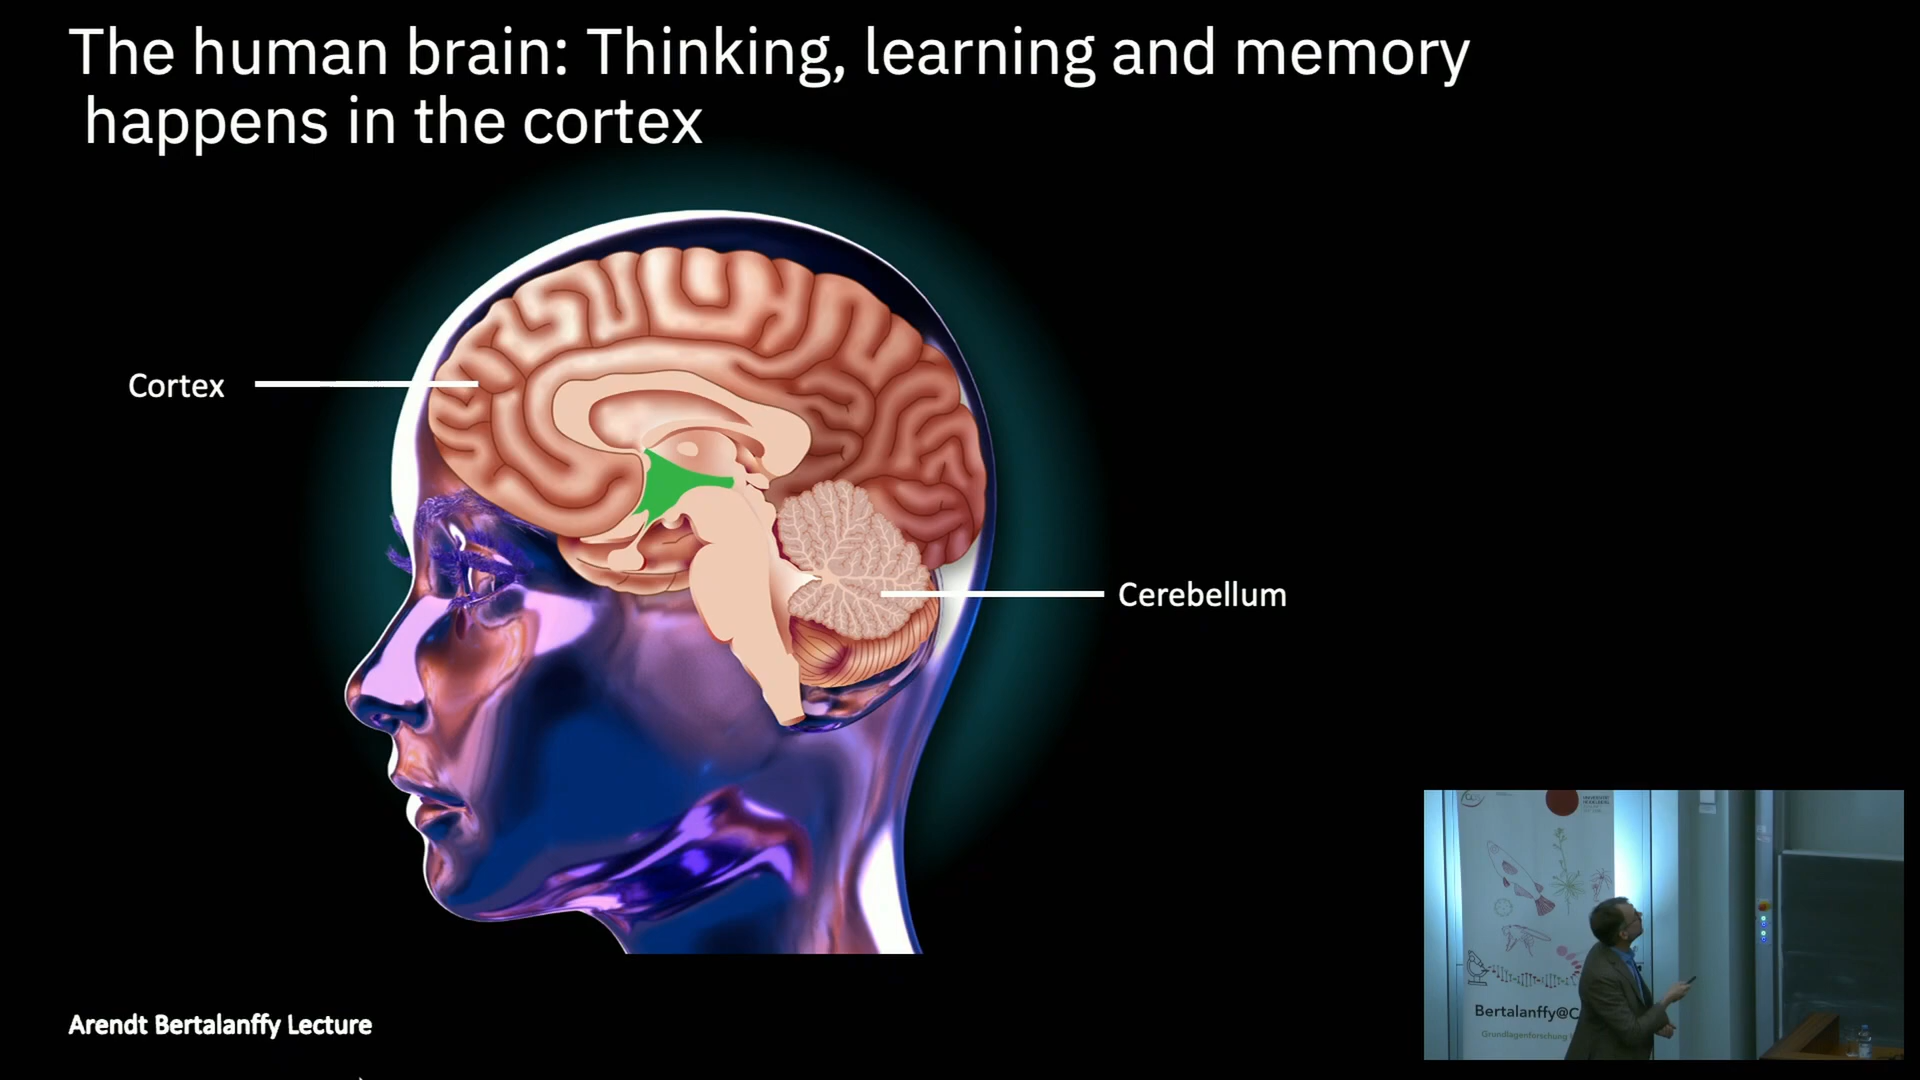 The human brain: Thinking, learning and memory
happens in the cortex
Cortex
Cerebellum
Arendt Bertalanffy Lecture
Bertalanffy@C
Grundlagenforschung